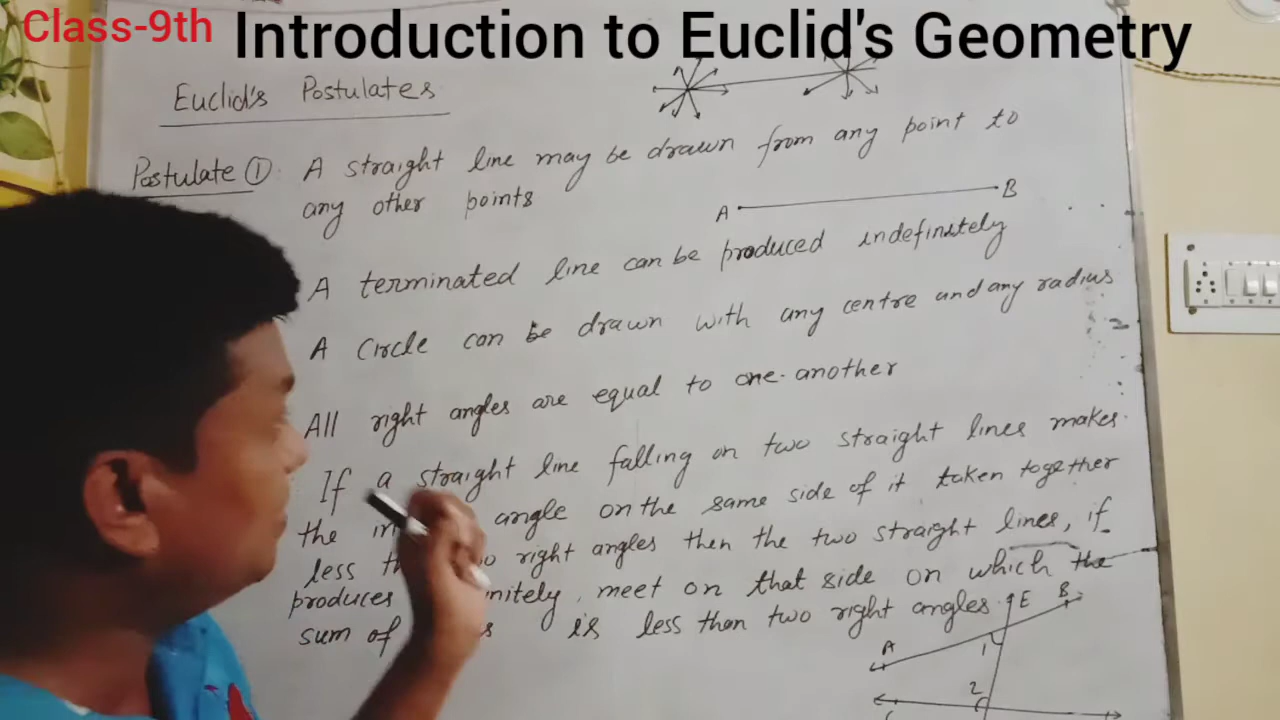 Class-9th
Introduction to Euclid's Geometry
Euclid's Postulates
Postulate ① A straight line may be drawn from any point to
any other points
A B
A terminated line can be produced indefinitely
A Circle can be drawn with any centre and any radius
All right angles are equal to one-another
If a straight line falling on two straight lines makes
the in angle on the same side of it taken together
less th right angles then the two straight lines, if
produces nitely, meet on that side on which the
sum of is less than two right angles
E B
A 1
2